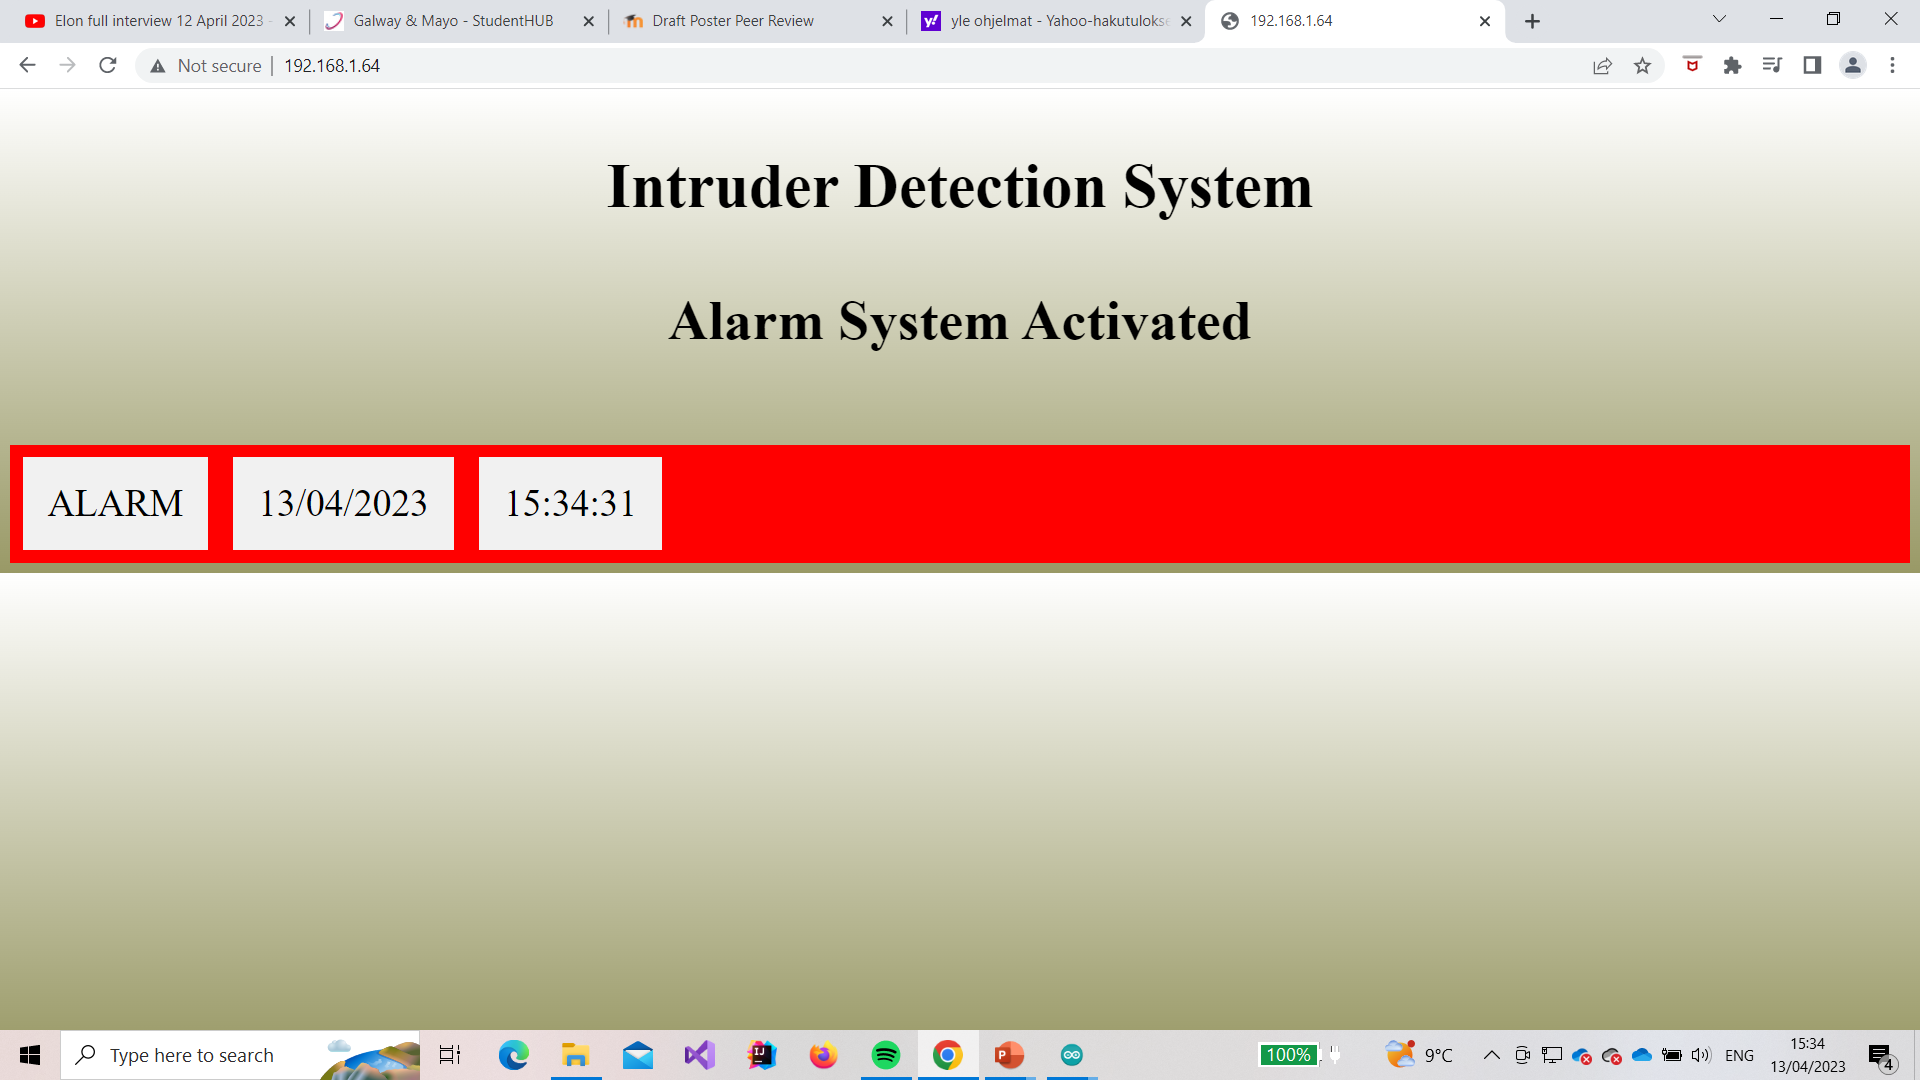 Elon full interview 12 April 2023 -
Galway & Mayo - StudentHUB
Draft Poster Peer Review
yle ohjelmat - Yahoo-hakutulokse
192.168.1.64
Not secure
192.168.1.64
Intruder Detection System
Alarm System Activated
ALARM 13/04/2023 15:34:31
Type here to search
100%
9°C
ENG
15:34
13/04/2023
4